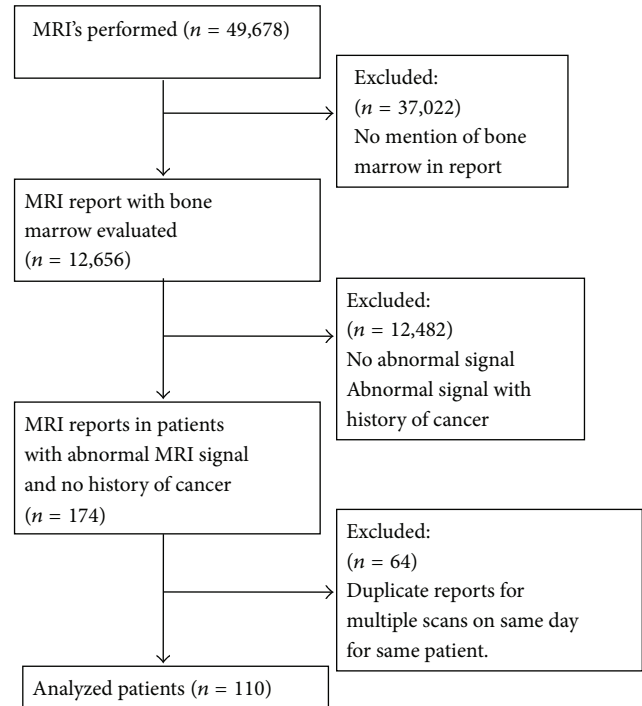 MRI's performed (n = 49,678)
Excluded:
(n = 37,022)
No mention of bone
marrow in report
MRI report with bone
marrow evaluated
(n = 12,656)
Excluded:
(n = 12,482)
No abnormal signal
Abnormal signal with
history of cancer
MRI reports in patients
with abnormal MRI signal
and no history of cancer
(n = 174)
Excluded:
(n = 64)
Duplicate reports for
multiple scans on same day
for same patient.
Analyzed patients (n = 110)